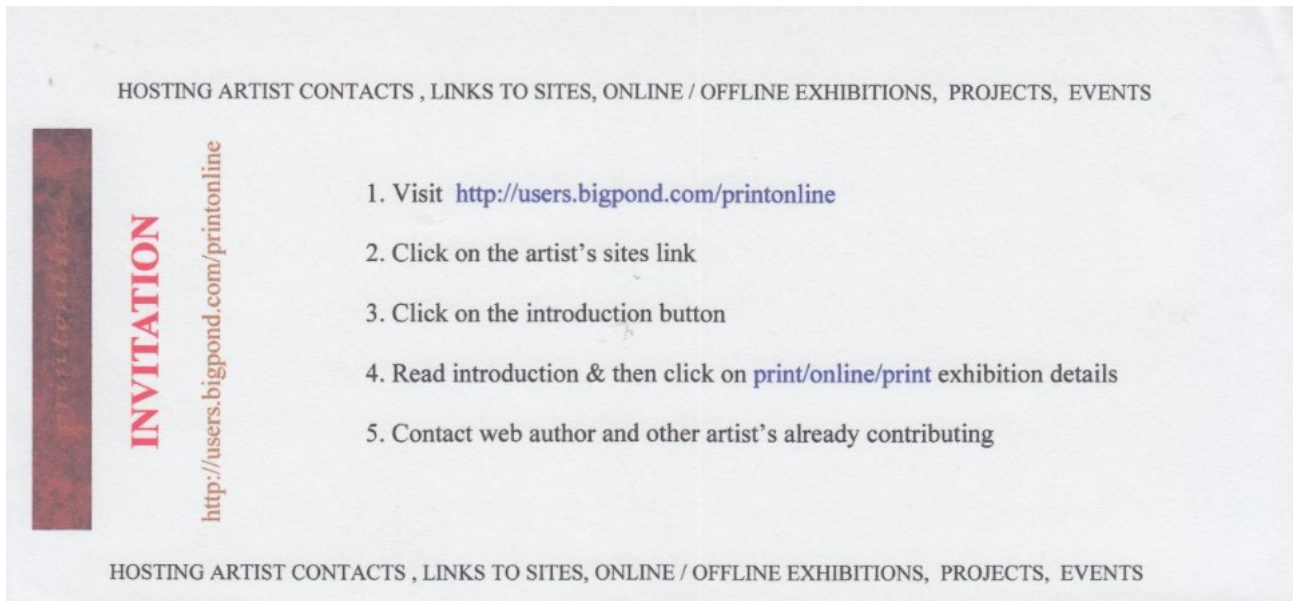 HOSTING ARTIST CONTACTS , LINKS TO SITES, ONLINE / OFFLINE EXHIBITIONS, PROJECTS, EVENTS
printonline
INVITATION
http://users.bigpond.com/printonline
1. Visit http://users.bigpond.com/printonline
2. Click on the artist’s sites link
3. Click on the introduction button
4. Read introduction & then click on print/online/print exhibition details
5. Contact web author and other artist’s already contributing
HOSTING ARTIST CONTACTS , LINKS TO SITES, ONLINE / OFFLINE EXHIBITIONS, PROJECTS, EVENTS